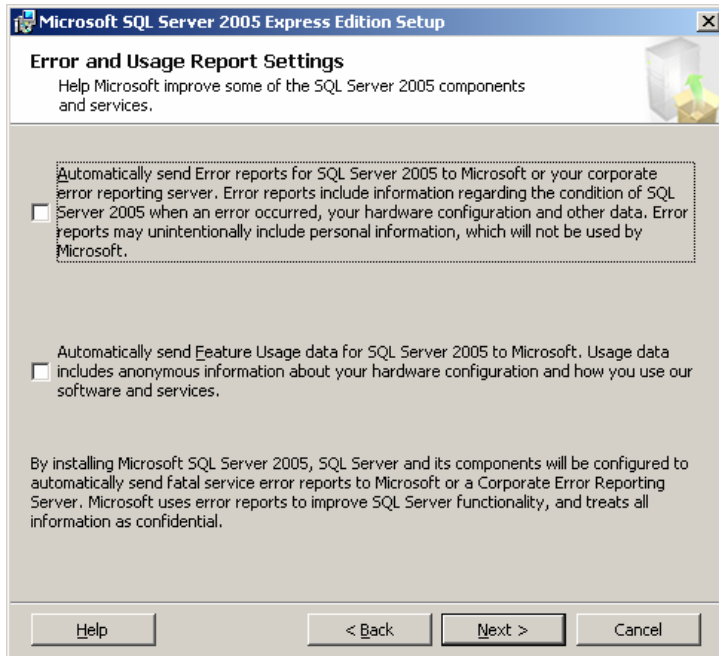 Microsoft SQL Server 2005 Express Edition Setup
Error and Usage Report Settings
Help Microsoft improve some of the SQL Server 2005 components
and services.
Automatically send Error reports for SQL Server 2005 to Microsoft or your corporate
error reporting server. Error reports include information regarding the condition of SQL
Server 2005 when an error occurred, your hardware configuration and other data. Error
reports may unintentionally include personal information, which will not be used by
Microsoft.
Automatically send Feature Usage data for SQL Server 2005 to Microsoft. Usage data
includes anonymous information about your hardware configuration and how you use our
software and services.
By installing Microsoft SQL Server 2005, SQL Server and its components will be configured to
automatically send fatal service error reports to Microsoft or a Corporate Error Reporting
Server. Microsoft uses error reports to improve SQL Server functionality, and treats all
information as confidential.
Help
< Back
Next >
Cancel